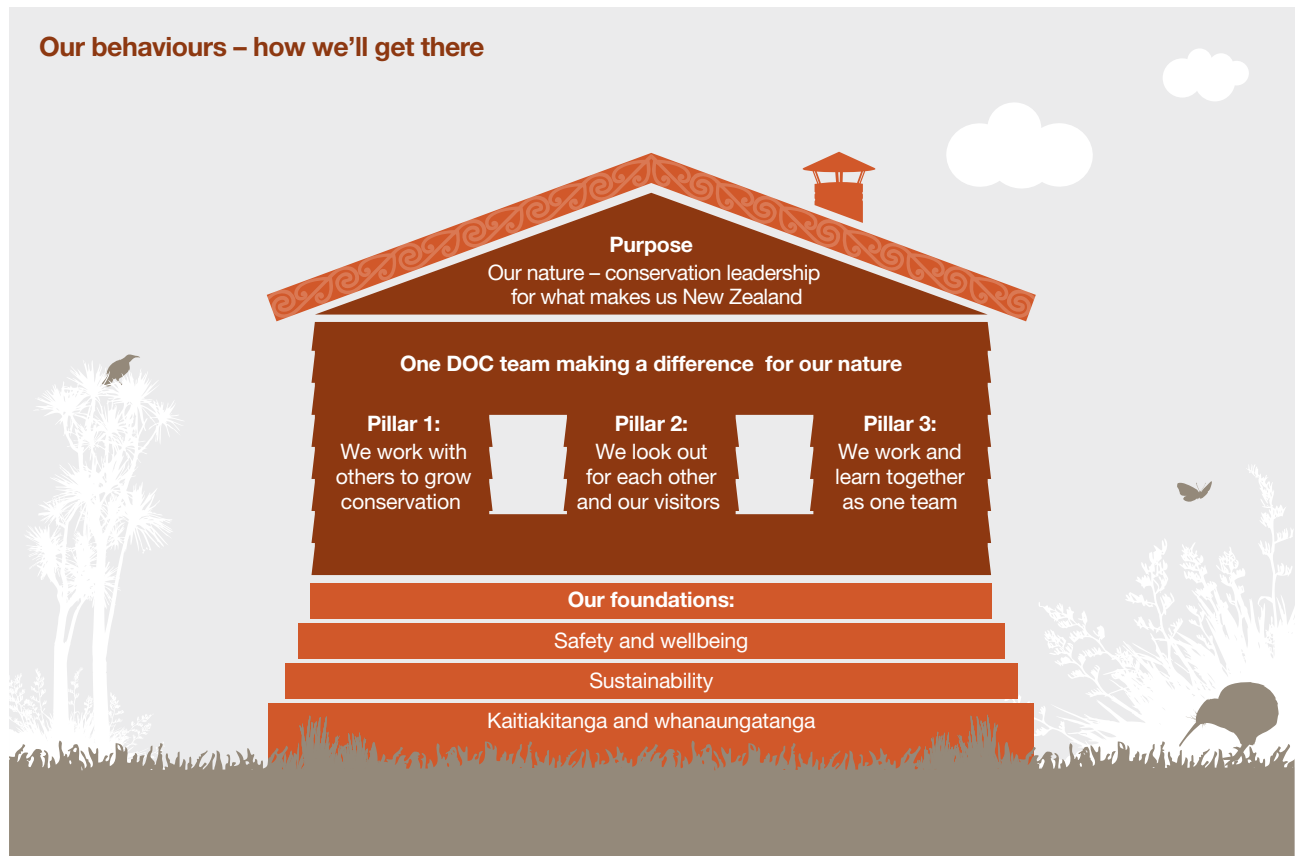 Our behaviours – how we’ll get there
Purpose
Our nature – conservation leadership
for what makes us New Zealand
One DOC team making a difference  for our nature
Pillar 1:
We work with
others to grow
conservation
Pillar 2:
We look out
for each other
and our visitors
Pillar 3:
We work and
learn together
as one team
Our foundations:
Safety and wellbeing
Sustainability
Kaitiakitanga and whanaungatanga